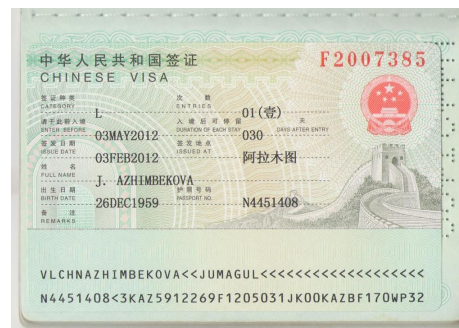 中华人民共和国签证 F2007385
CHINESE VISA
签证种类 次 数
CATEGORY L ENTRIES 01(壹)
请于此前入境 入境后可停留 天
ENTER BEFORE 03MAY2012 DURATION OF EACH STAY 030 DAYS AFTER ENTRY
签发日期 签发地点
ISSUE DATE 03FEB2012 ISSUED AT 阿拉木图
姓 名
FULL NAME J. AZHIMBEKOVA
出生日期 护照号码
BIRTH DATE 26DEC1959 PASSPORT NO. N4451408
备 注
REMARKS
VLCHNAZHIMBEKOVA<<JUMAGUL<<<<<<<<<<<<<<<<<<<
N4451408<3KAZ5912269F1205031JK00KAZBF170WP32